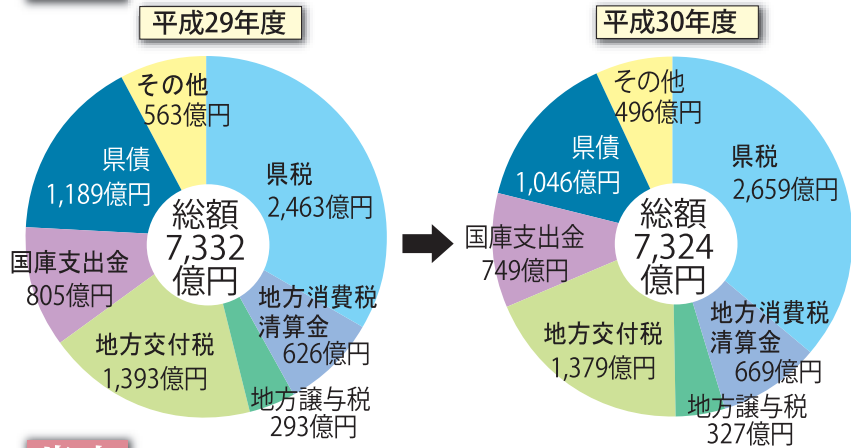 平成29年度
その他
563億円
県債
1,189億円
県税
2,463億円
総額
7,332
億円
国庫支出金
805億円
地方消費税
清算金
626億円
地方交付税
1,393億円
地方譲与税
293億円
平成30年度
その他
496億円
県債
1,046億円
県税
2,659億円
総額
7,324
億円
国庫支出金
749億円
地方消費税
清算金
669億円
地方交付税
1,379億円
地方譲与税
327億円